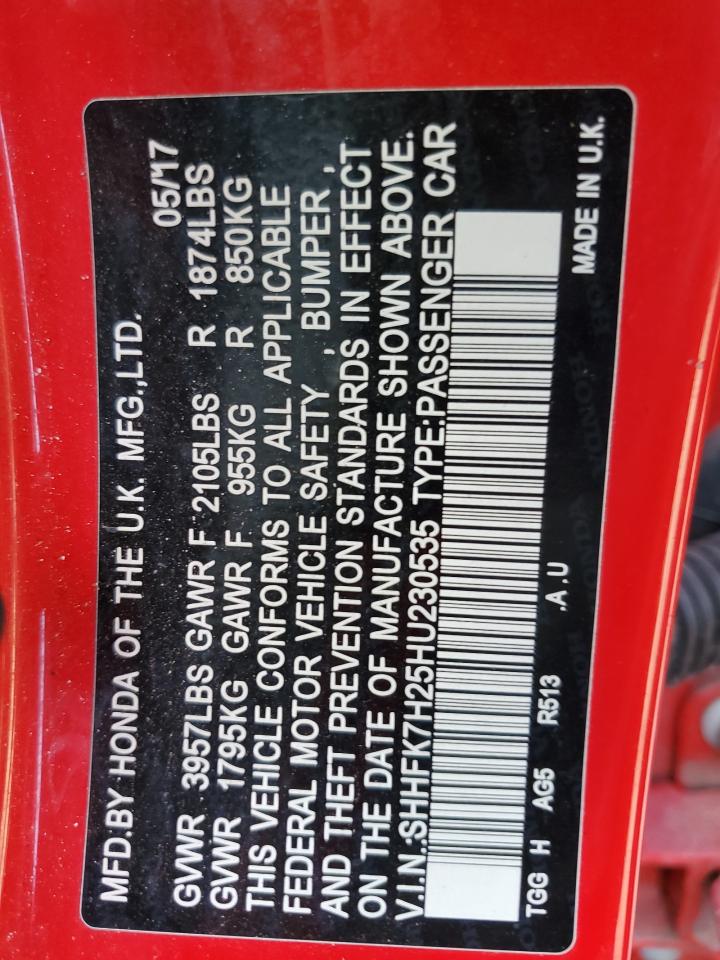 MFD.BY HONDA OF THE U.K. MFG.,LTD.
05/17
GVWR 3957LBS GAWR F 2105LBS R 1874LBS
GVWR 1795KG GAWR F 955KG R 850KG
THIS VEHICLE CONFORMS TO ALL APPLICABLE
FEDERAL MOTOR VEHICLE SAFETY , BUMPER ,
AND THEFT PREVENTION STANDARDS IN EFFECT
ON THE DATE OF MANUFACTURE SHOWN ABOVE.
V.I.N.:SHHFK7H25HU230535 TYPE:PASSENGER CAR
TGG H AG5 R513 .A.U MADE IN U.K.